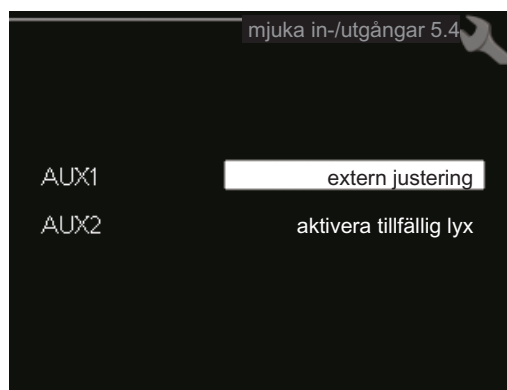 mjuka in-/utgångar 5.4
AUX1 extern justering
AUX2 aktivera tillfällig lyx